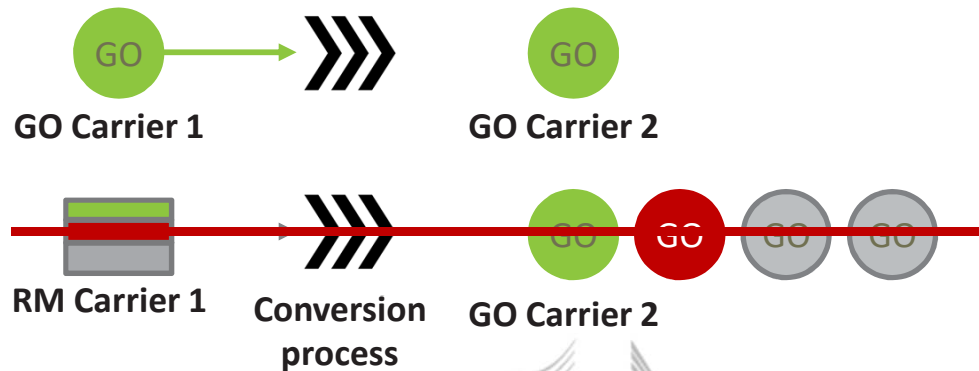 GO GO
GO Carrier 1 GO Carrier 2
GO GO GO GO
RM Carrier 1 Conversion process GO Carrier 2